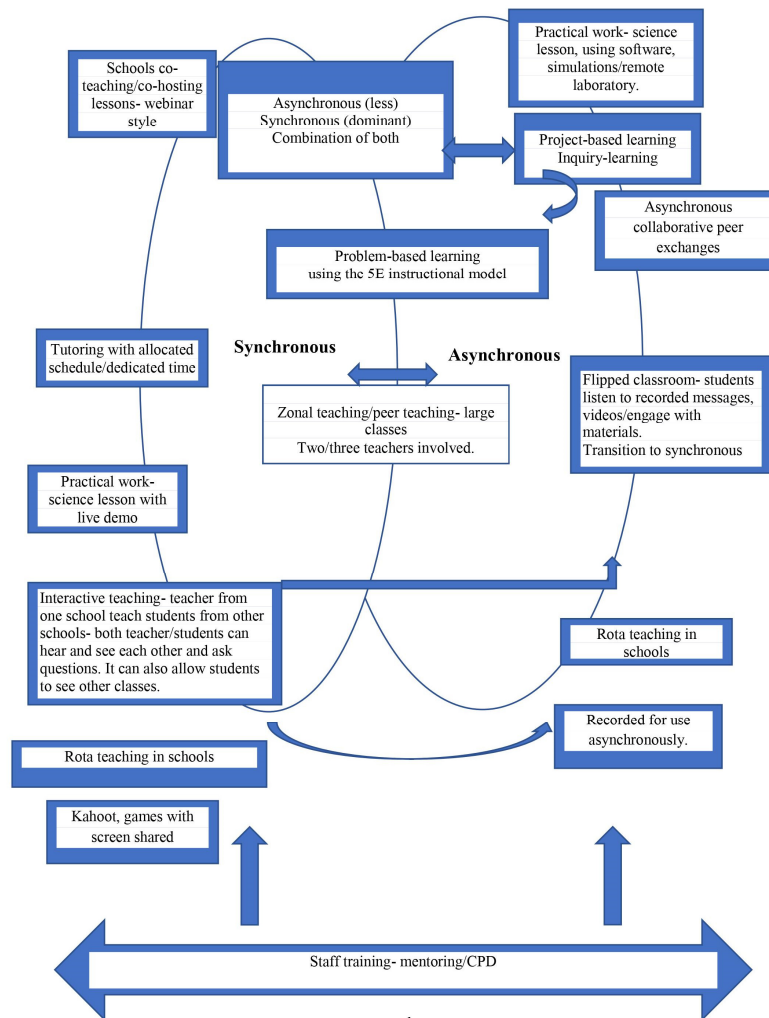 Practical work- science
lesson, using software,
simulations/remote
laboratory.
Schools co-
teaching/co-hosting
lessons- webinar
style
Asynchronous (less)
Synchronous (dominant)
Combination of both
Project-based learning
Inquiry-learning
Asynchronous
collaborative peer
exchanges
Problem-based learning
using the 5E instructional model
Synchronous
Asynchronous
Tutoring with allocated
schedule/dedicated time
Zonal teaching/peer teaching- large
classes
Two/three teachers involved.
Flipped classroom- students
listen to recorded messages,
videos/engage with
materials.
Transition to synchronous
Practical work-
science lesson with
live demo
Interactive teaching- teacher from
one school teach students from other
schools- both teacher/students can
hear and see each other and ask
questions. It can also allow students
to see other classes.
Rota teaching in
schools
Recorded for use
asynchronously.
Rota teaching in schools
Kahoot, games with
screen shared
Staff training- mentoring/CPD